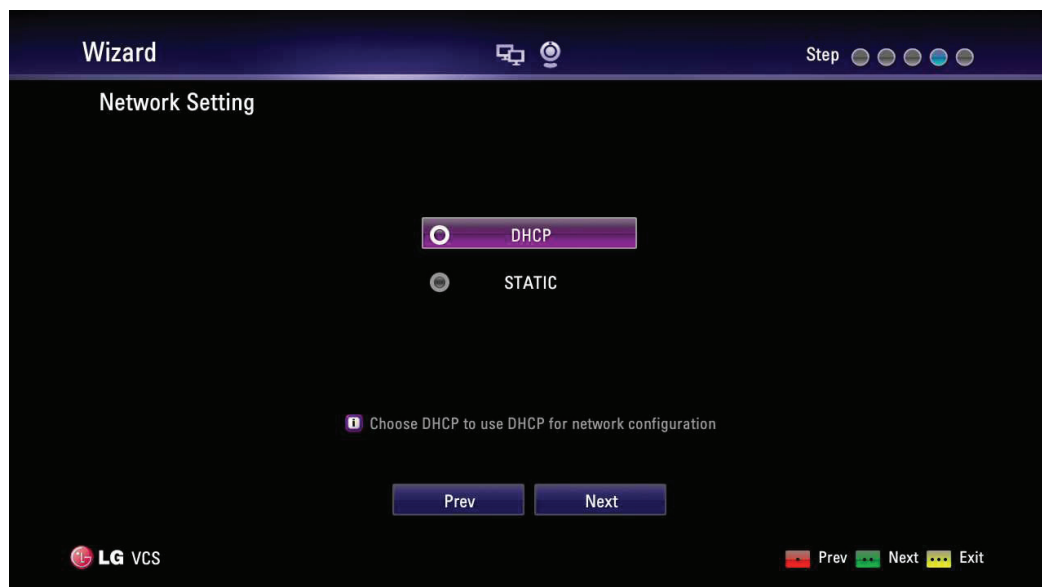 Wizard
Step
Network Setting
DHCP
STATIC
Choose DHCP to use DHCP for network configuration
Prev Next
LG VCS
Prev Next Exit